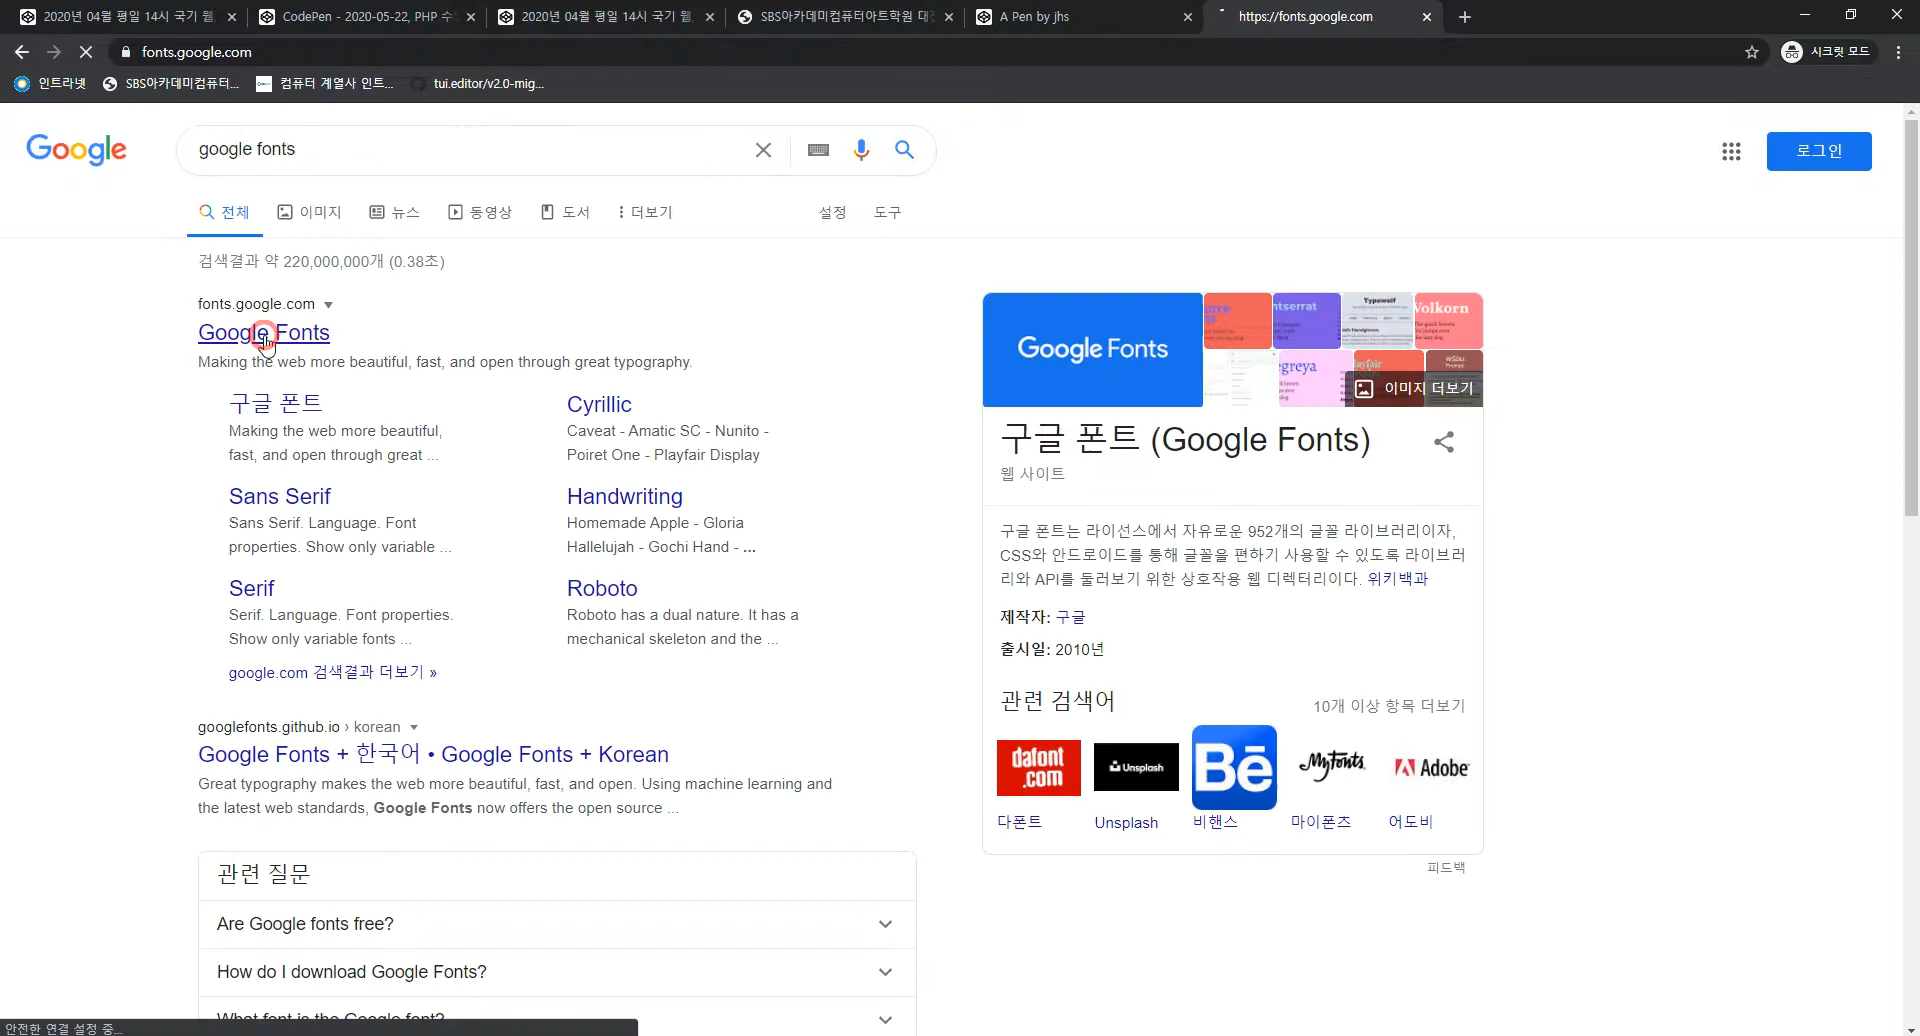 2020년 04월 평일 14시 국기 웹
CodePen - 2020-05-22, PHP 수
2020년 04월 평일 14시 국기 웹
SBS아카데미컴퓨터아트학원 대전
A Pen by jhs
https://fonts.google.com
fonts.google.com
시크릿 모드
인트라넷
SBS아카데미컴퓨터...
컴퓨터 계열사 인트...
tui.editor/v2.0-mig...
Google
google fonts
로그인
전체
이미지
뉴스
동영상
도서
더보기
설정
도구
검색결과 약 220,000,000개 (0.38초)
fonts.google.com
Google Fonts
Making the web more beautiful, fast, and open through great typography.
구글 폰트
Making the web more beautiful,
fast, and open through great ...
Cyrillic
Caveat - Amatic SC - Nunito -
Poiret One - Playfair Display
Sans Serif
Sans Serif. Language. Font
properties. Show only variable ...
Handwriting
Homemade Apple - Gloria
Hallelujah - Gochi Hand - ...
Serif
Serif. Language. Font properties.
Show only variable fonts ...
Roboto
Roboto has a dual nature. It has a
mechanical skeleton and the ...
google.com 검색결과 더보기 »
googlefonts.github.io › korean
Google Fonts + 한국어 • Google Fonts + Korean
Great typography makes the web more beautiful, fast, and open. Using machine learning and
the latest web standards, Google Fonts now offers the open source ...
관련 질문
Are Google fonts free?
How do I download Google Fonts?
What font is the Google font?
안전한 연결 설정 중...
Google Fonts
ntserrat
Typewolf
Volkorn
egreya
이미지 더보기
구글 폰트 (Google Fonts)
웹 사이트
구글 폰트는 라이선스에서 자유로운 952개의 글꼴 라이브러리이자,
CSS와 안드로이드를 통해 글꼴을 편하기 사용할 수 있도록 라이브러
리와 API를 둘러보기 위한 상호작용 웹 디렉터리이다. 위키백과
제작자: 구글
출시일: 2010년
관련 검색어
10개 이상 항목 더보기
dafont
.com
Unsplash
Bē
MyFonts
Adobe
다폰트
Unsplash
비핸스
마이폰즈
어도비
피드백